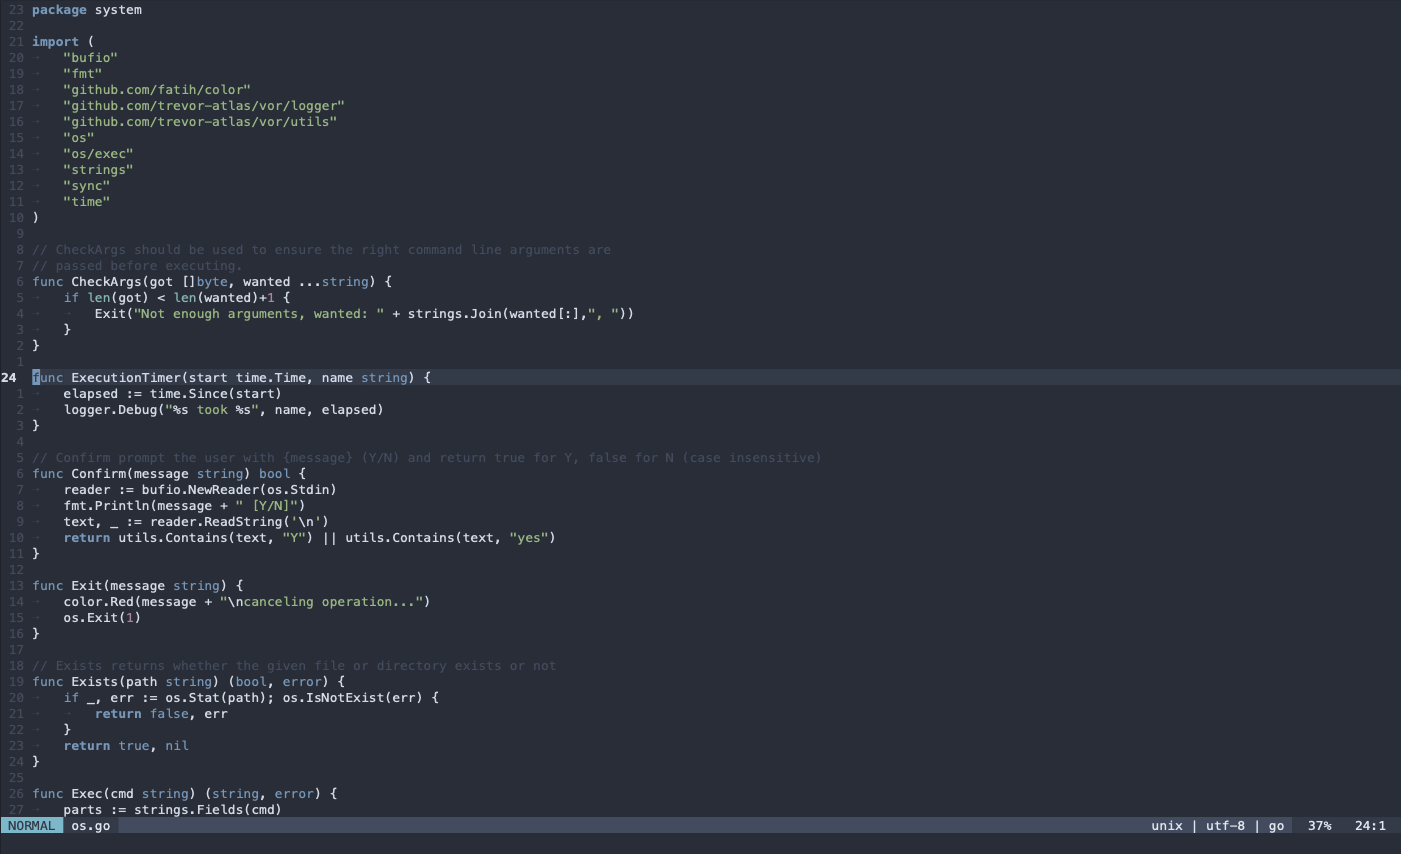 23 package system
22
21 import (
20 "bufio"
19 "fmt"
18 "github.com/fatih/color"
17 "github.com/trevor-atlas/vor/logger"
16 "github.com/trevor-atlas/vor/utils"
15 "os"
14 "os/exec"
13 "strings"
12 "sync"
11 "time"
10 )
9
8 // CheckArgs should be used to ensure the right command line arguments are
7 // passed before executing.
6 func CheckArgs(got []byte, wanted ...string) {
5 if len(got) < len(wanted)+1 {
4 Exit("Not enough arguments, wanted: " + strings.Join(wanted[:],", "))
3 }
2 }
1
24 func ExecutionTimer(start time.Time, name string) {
1 elapsed := time.Since(start)
2 logger.Debug("%s took %s", name, elapsed)
3 }
4
5 // Confirm prompt the user with {message} (Y/N) and return true for Y, false for N (case insensitive)
6 func Confirm(message string) bool {
7 reader := bufio.NewReader(os.Stdin)
8 fmt.Println(message + " [Y/N]")
9 text, _ := reader.ReadString('\n')
10 return utils.Contains(text, "Y") || utils.Contains(text, "yes")
11 }
12
13 func Exit(message string) {
14 color.Red(message + "\ncanceling operation...")
15 os.Exit(1)
16 }
17
18 // Exists returns whether the given file or directory exists or not
19 func Exists(path string) (bool, error) {
20 if _, err := os.Stat(path); os.IsNotExist(err) {
21 return false, err
22 }
23 return true, nil
24 }
25
26 func Exec(cmd string) (string, error) {
27 parts := strings.Fields(cmd)
NORMAL os.go unix | utf-8 | go 37% 24:1